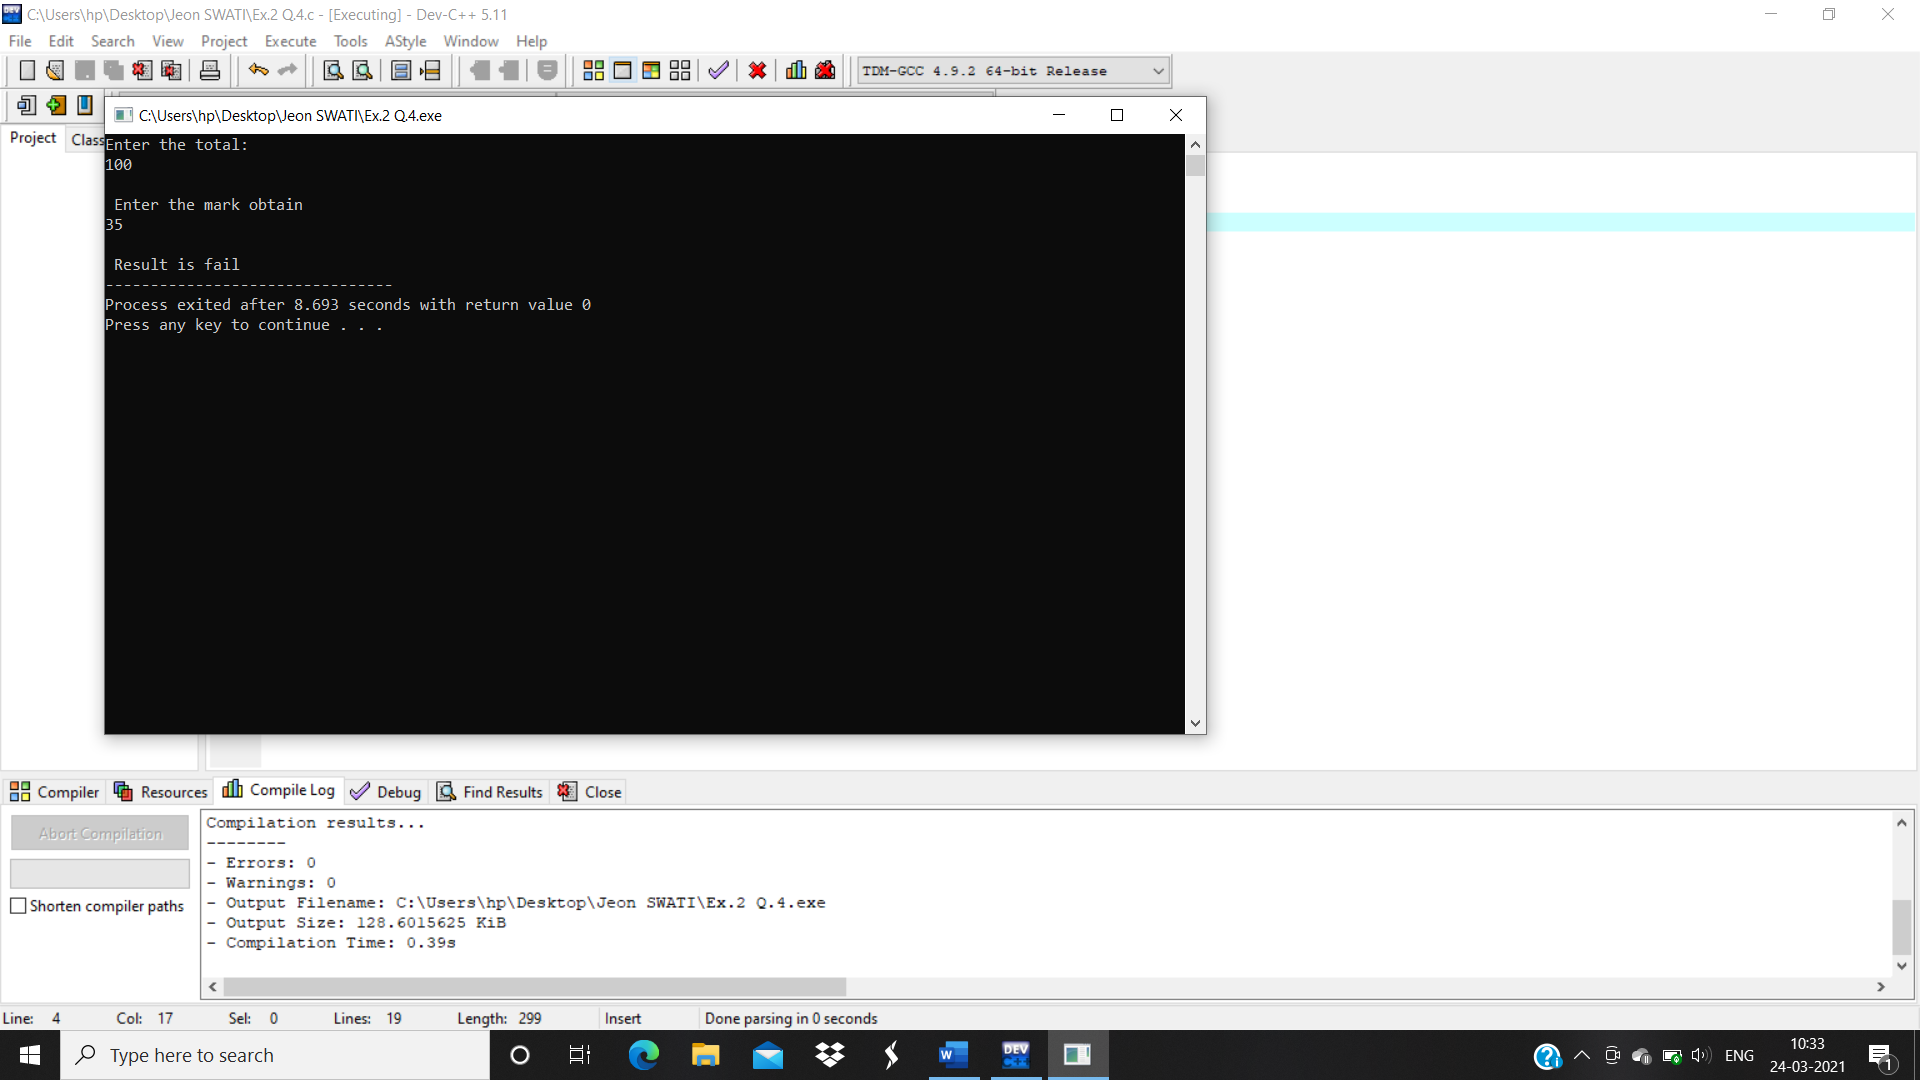 C:\Users\hp\Desktop\Jeon SWATI\Ex.2 Q.4.c - [Executing] - Dev-C++ 5.11
File Edit Search View Project Execute Tools AStyle Window Help
TDM-GCC 4.9.2 64-bit Release
Project Class
C:\Users\hp\Desktop\Jeon SWATI\Ex.2 Q.4.exe
Enter the total:
100
Enter the mark obtain
35
Result is fail
--------------------------------
Process exited after 8.693 seconds with return value 0
Press any key to continue . . .
Compiler Resources Compile Log Debug Find Results Close
Abort Compilation
Shorten compiler paths
Compilation results...
--------
- Errors: 0
- Warnings: 0
- Output Filename: C:\Users\hp\Desktop\Jeon SWATI\Ex.2 Q.4.exe
- Output Size: 128.6015625 KiB
- Compilation Time: 0.39s
Line: 4 Col: 17 Sel: 0 Lines: 19 Length: 299 Insert Done parsing in 0 seconds
Type here to search
DEV C++
ENG
10:33
24-03-2021
1